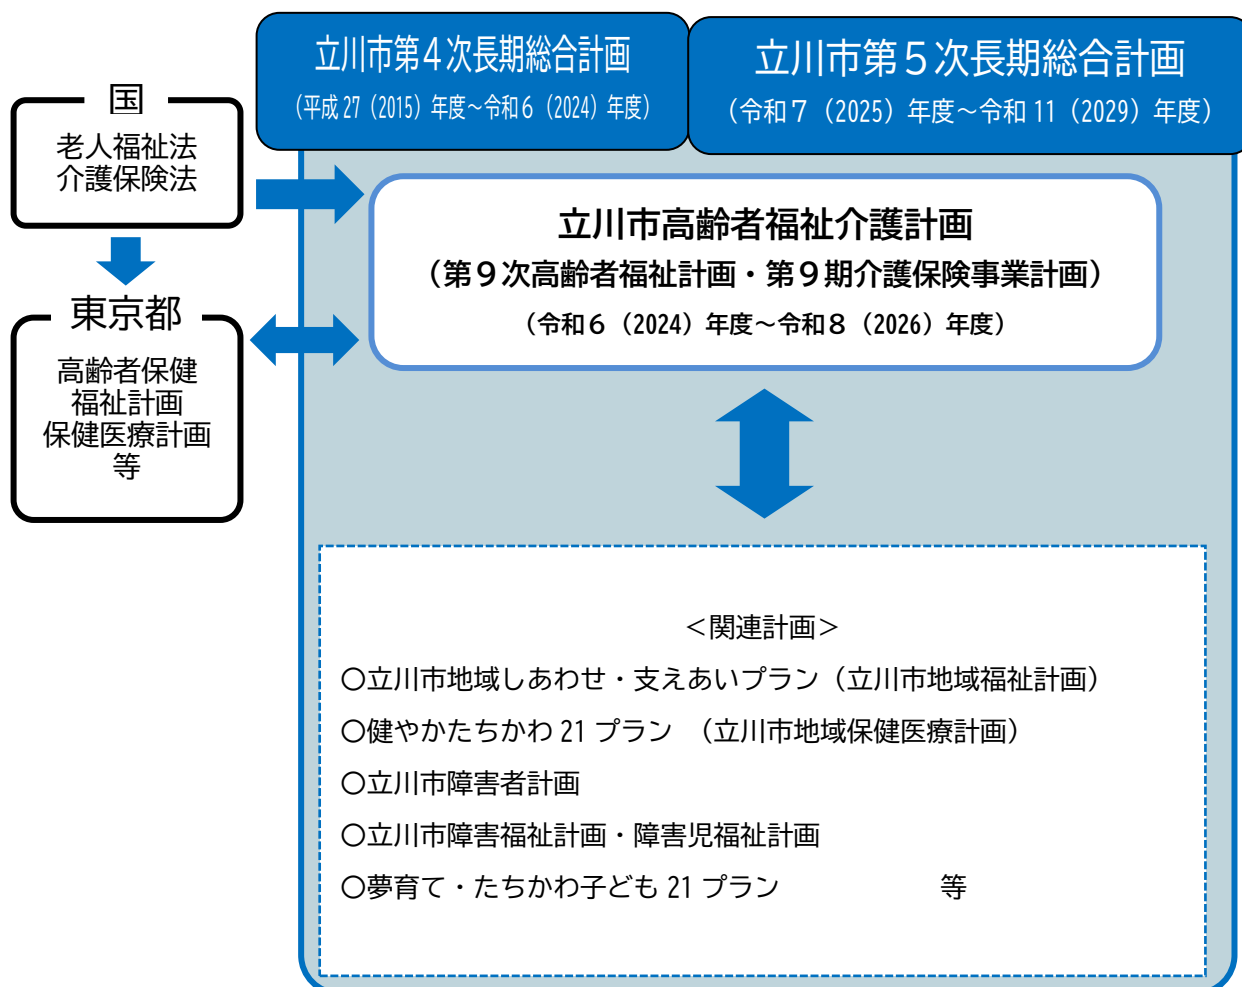 立川市第４次長期総合計画
（平成 27（2015）年度～令和６（2024）年度）
立川市第５次長期総合計画
（令和７（2025）年度～令和 11（2029）年度）
国
老人福祉法
介護保険法
東京都
高齢者保健
福祉計画
保健医療計画
等
立川市高齢者福祉介護計画
（第９次高齢者福祉計画・第９期介護保険事業計画）
（令和６（2024）年度～令和８（2026）年度）
＜関連計画＞
〇立川市地域しあわせ・支えあいプラン（立川市地域福祉計画）
〇健やかたちかわ 21 プラン （立川市地域保健医療計画）
〇立川市障害者計画
〇立川市障害福祉計画・障害児福祉計画
〇夢育て・たちかわ子ども 21 プラン 等